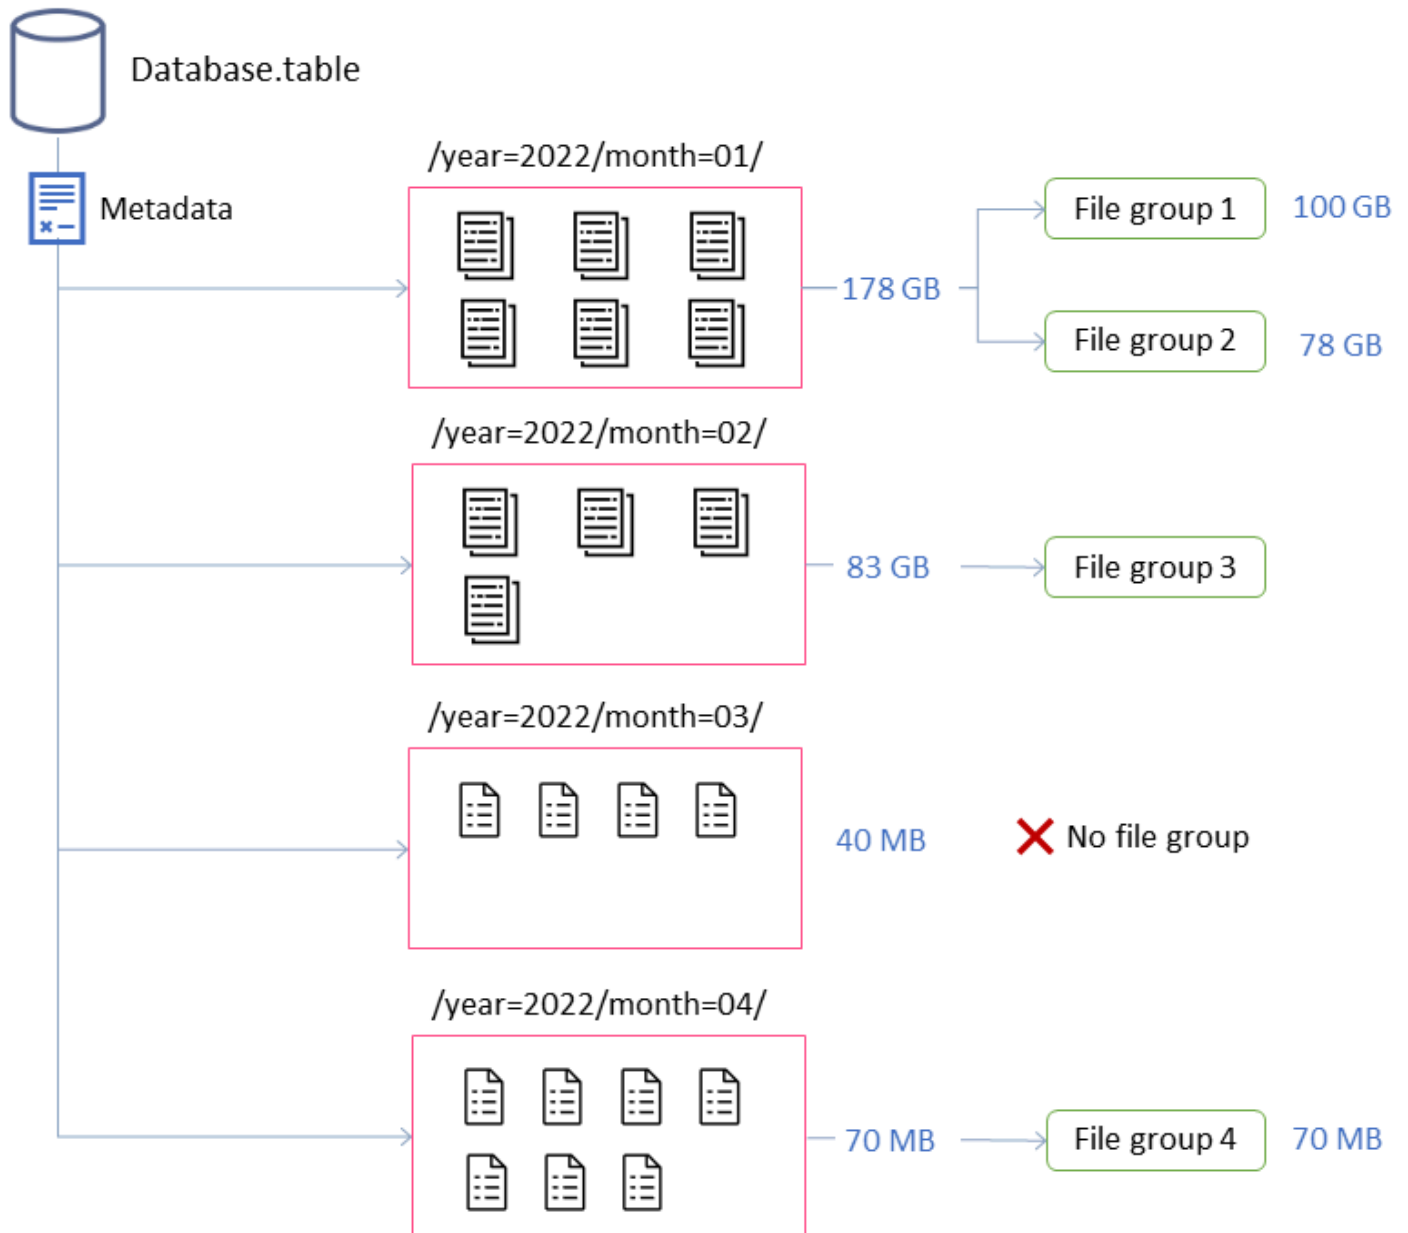 Database.table
Metadata
/year=2022/month=01/
178 GB
File group 1
100 GB
File group 2
78 GB
/year=2022/month=02/
83 GB
File group 3
/year=2022/month=03/
40 MB
No file group
/year=2022/month=04/
70 MB
File group 4
70 MB